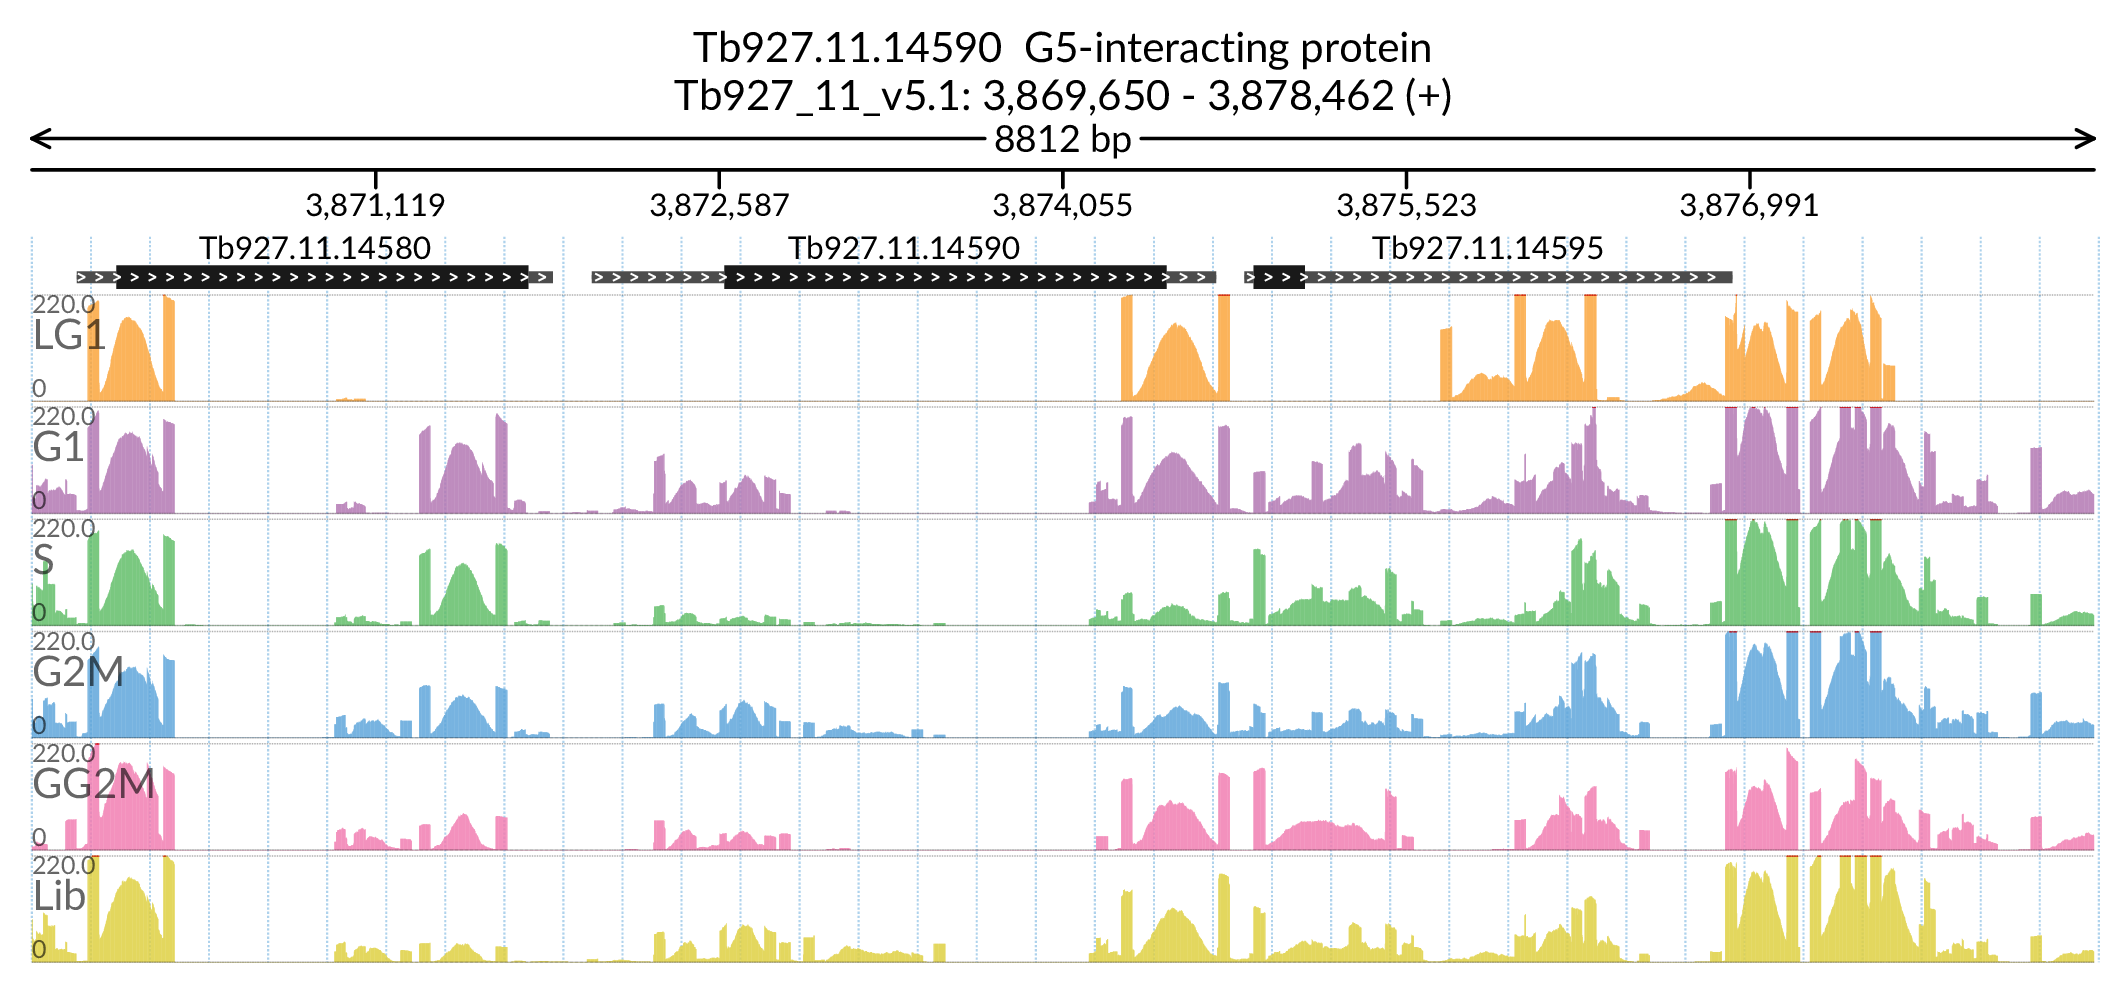 Tb927.11.14590  G5-interacting protein
Tb927_11_v5.1: 3,869,650 - 3,878,462 (+)
8812 bp
3,871,119 3,872,587 3,874,055 3,875,523 3,876,991
Tb927.11.14580 Tb927.11.14590 Tb927.11.14595
220.0
LG1
0
220.0
G1
0
220.0
S
0
220.0
G2M
0
220.0
GG2M
0
220.0
Lib
0